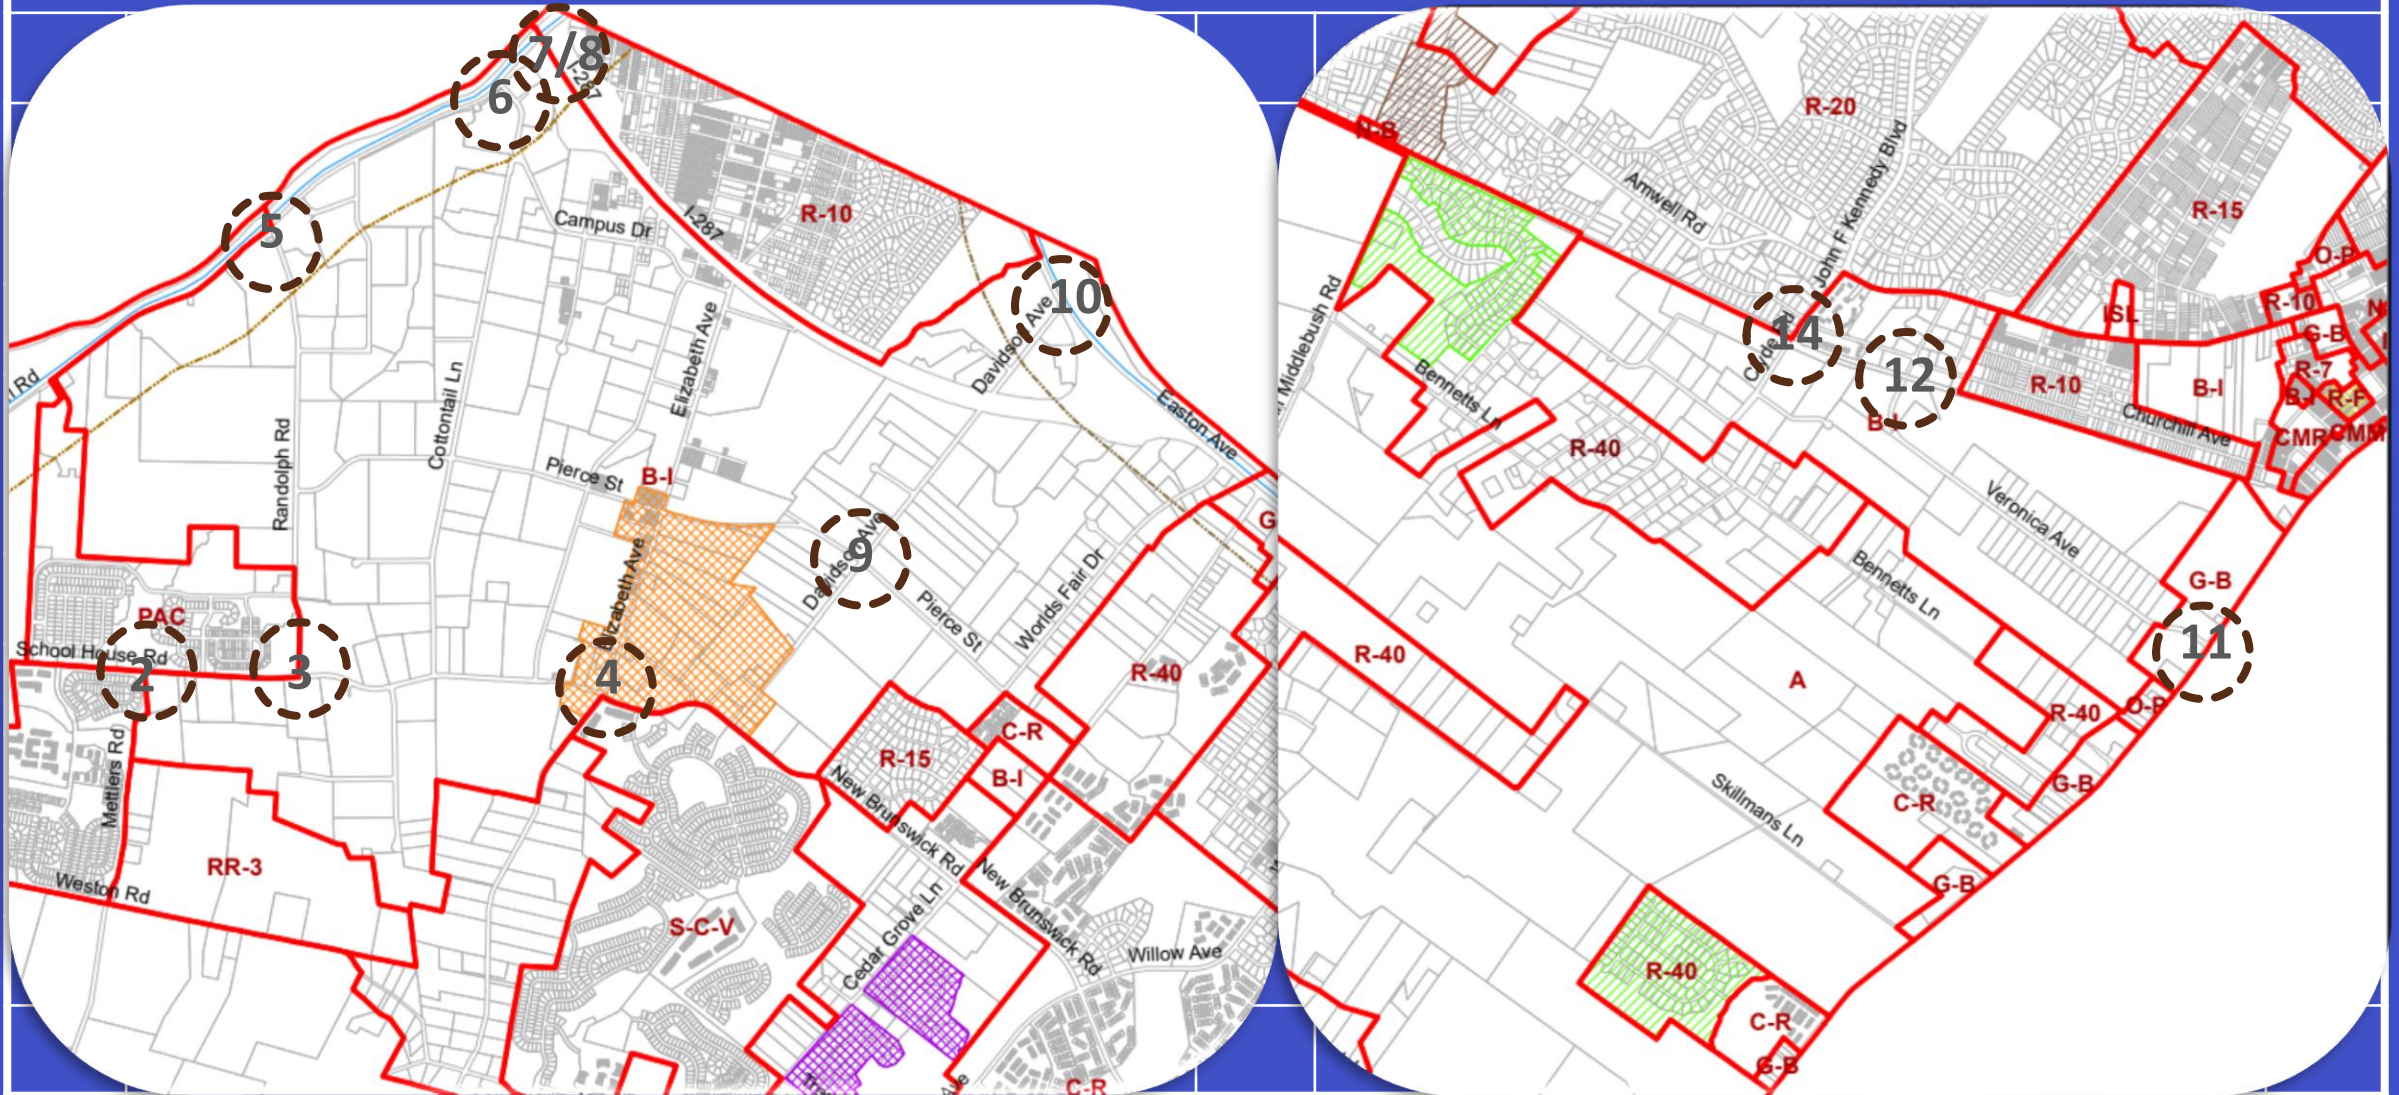 7/8
I-287
6
5
Campus Dr
I-287
R-10
10
Davidson Ave
Elizabeth Ave
Cottontail Ln
Randolph Rd
Easton Ave
Pierce St
B-I
9
Davidson Ave
Elizabeth Ave
Pierce St
Worlds Fair Dr
PAC
School House Rd
2
3
4
R-40
C-R
R-15
B-I
Mettlers Rd
New Brunswick Rd
RR-3
Weston Rd
New Brunswick Rd
Cedar Grove Ln
S-C-V
Willow Ave
C-R
N-B
R-20
Amwell Rd
John F Kennedy Blvd
R-15
O-P
R-10
ISL
G-B
14
12
R-7
R-10
B-I
B-I
R-F
Churchill Ave
CMR
CMM
Middlebush Rd
Bennetts Ln
R-40
B-I
Veronica Ave
Bennetts Ln
G-B
11
R-40
A
O-P
R-40
G-B
C-R
Skillmans Ln
G-B
R-40
C-R
G-B